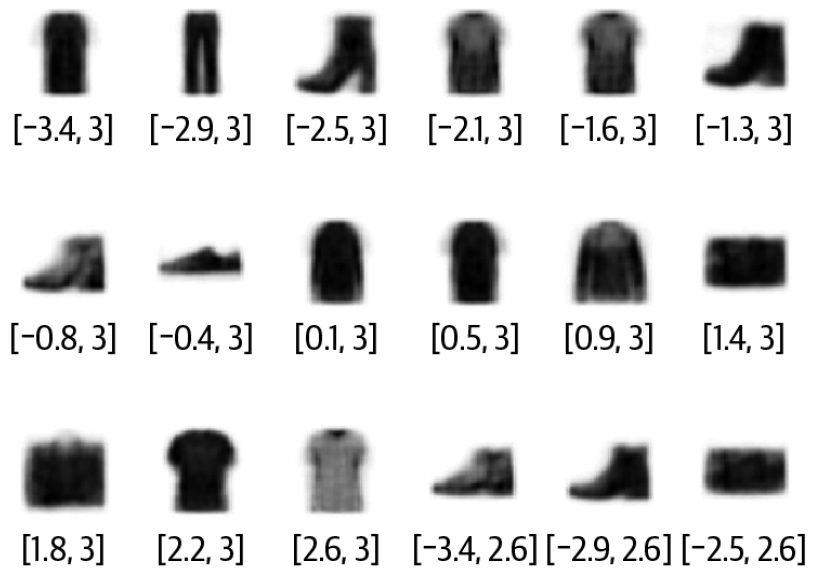 [−3.4, 3] [−2.9, 3] [−2.5, 3] [−2.1, 3] [−1.6, 3] [−1.3, 3]
[−0.8, 3] [−0.4, 3] [0.1, 3] [0.5, 3] [0.9, 3] [1.4, 3]
[1.8, 3] [2.2, 3] [2.6, 3] [−3.4, 2.6] [−2.9, 2.6] [−2.5, 2.6]